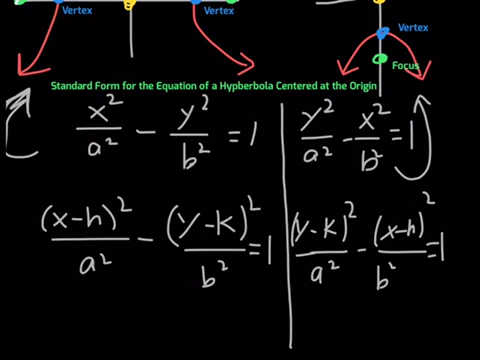 Vertex
Vertex
Vertex
Focus
Standard Form for the Equation of a Hypberbola Centered at the Origin
x²/a² - y²/b² = 1
y²/a² - x²/b² = 1
(x-h)²/a² - (y-k)²/b² = 1
(y-k)²/a² - (x-h)²/b² = 1